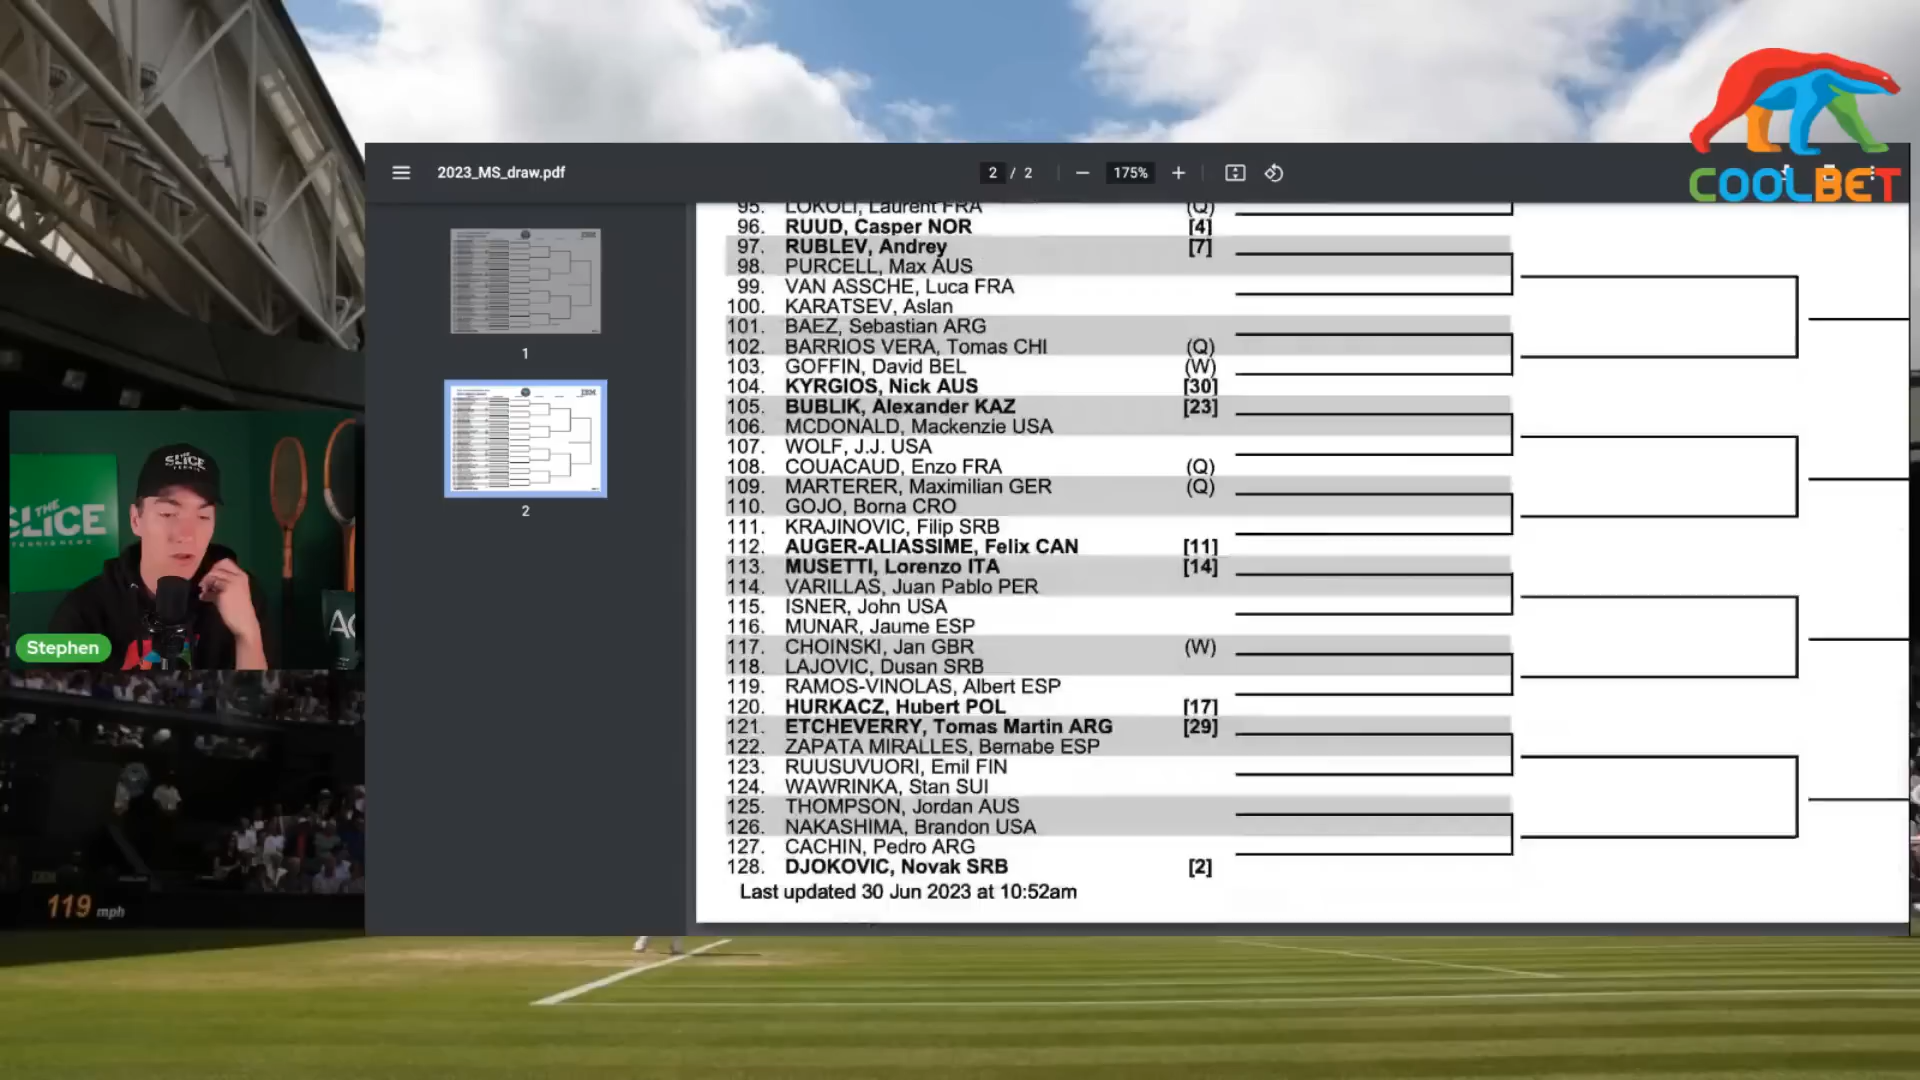 COOLBET
2023_MS_draw.pdf
2 / 2
175%
95. LOKOLI, Laurent FRA (Q)
96. RUUD, Casper NOR [4]
97. RUBLEV, Andrey [7]
98. PURCELL, Max AUS
99. VAN ASSCHE, Luca FRA
100. KARATSEV, Aslan
101. BAEZ, Sebastian ARG
102. BARRIOS VERA, Tomas CHI (Q)
103. GOFFIN, David BEL (W)
104. KYRGIOS, Nick AUS [30]
105. BUBLIK, Alexander KAZ [23]
106. MCDONALD, Mackenzie USA
107. WOLF, J.J. USA
108. COUACAUD, Enzo FRA (Q)
109. MARTERER, Maximilian GER (Q)
110. GOJO, Borna CRO
111. KRAJINOVIC, Filip SRB
112. AUGER-ALIASSIME, Felix CAN [11]
113. MUSETTI, Lorenzo ITA [14]
114. VARILLAS, Juan Pablo PER
115. ISNER, John USA
116. MUNAR, Jaume ESP
117. CHOINSKI, Jan GBR (W)
118. LAJOVIC, Dusan SRB
119. RAMOS-VINOLAS, Albert ESP
120. HURKACZ, Hubert POL [17]
121. ETCHEVERRY, Tomas Martin ARG [29]
122. ZAPATA MIRALLES, Bernabe ESP
123. RUUSUVUORI, Emil FIN
124. WAWRINKA, Stan SUI
125. THOMPSON, Jordan AUS
126. NAKASHIMA, Brandon USA
127. CACHIN, Pedro ARG
128. DJOKOVIC, Novak SRB [2]
Last updated 30 Jun 2023 at 10:52am
1
2
THE
SLICE
THE
SLICE
Stephen
119 mph